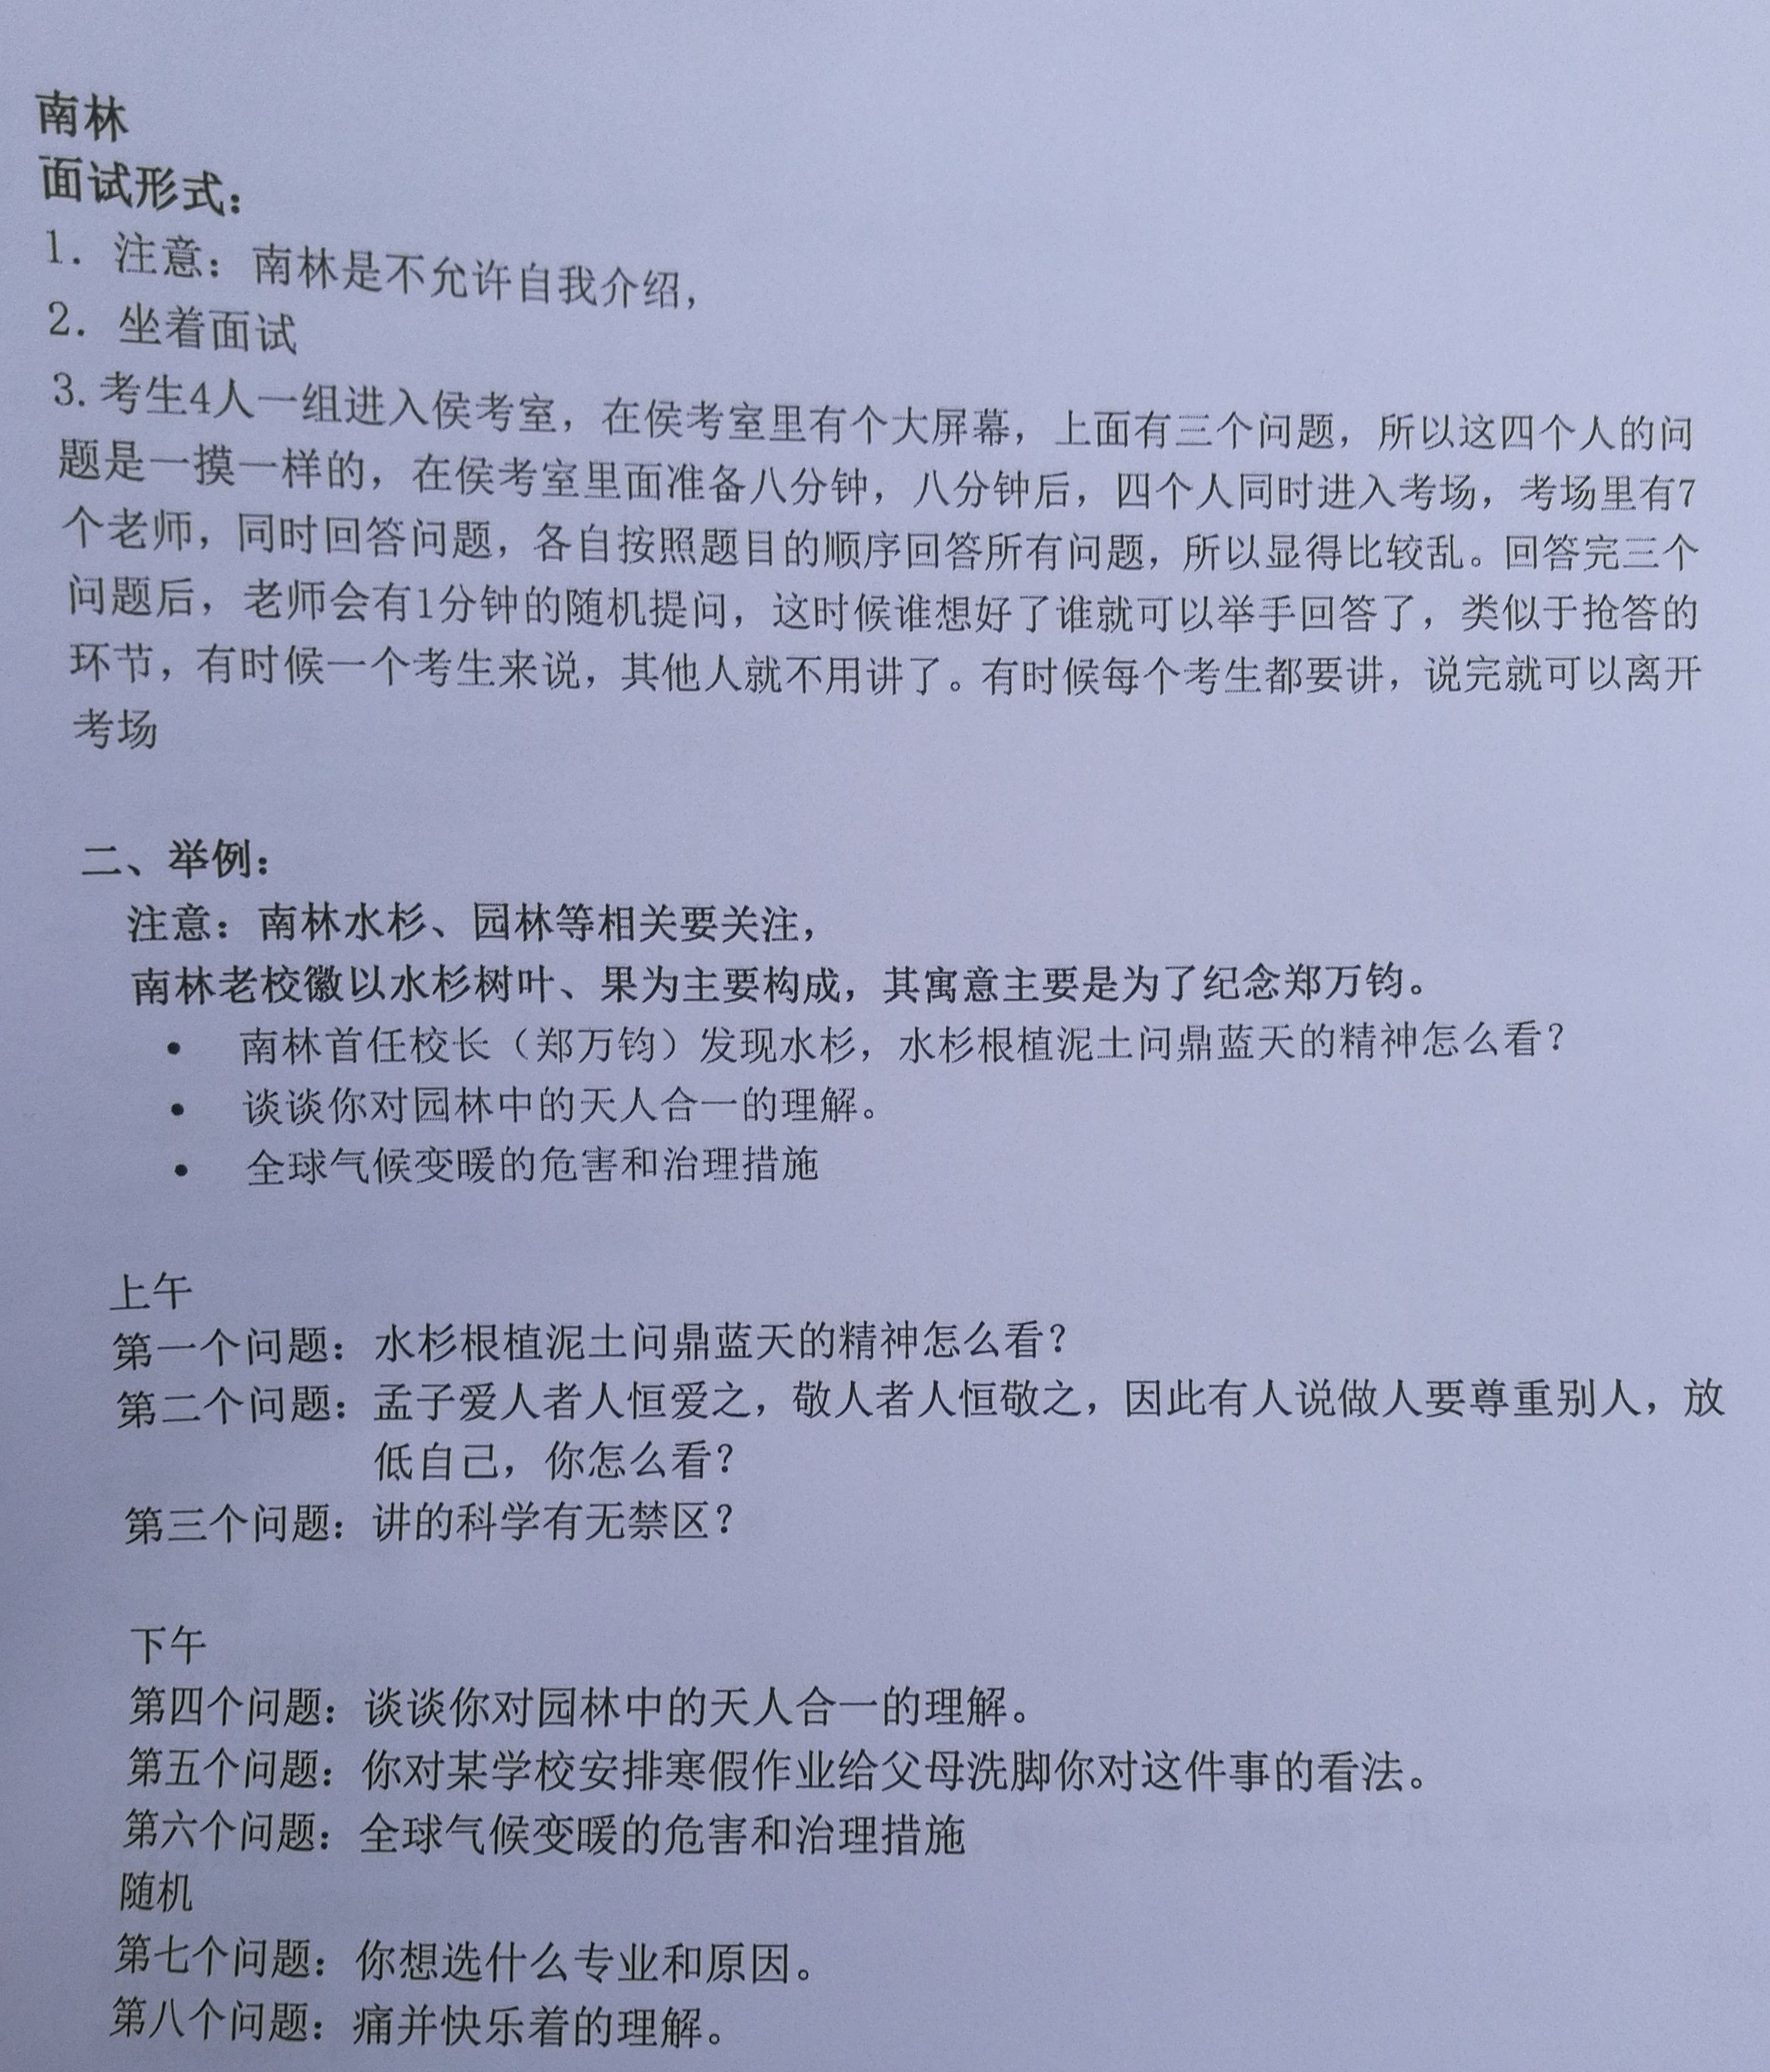 南林
面试形式：
1. 注意：南林是不允许自我介绍，
2. 坐着面试
3. 考生4人一组进入侯考室，在侯考室里有个大屏幕，上面有三个问题，所以这四个人的问
题是一摸一样的，在侯考室里面准备八分钟，八分钟后，四个人同时进入考场，考场里有7
个老师，同时回答问题，各自按照题目的顺序回答所有问题，所以显得比较乱。回答完三个
问题后，老师会有1分钟的随机提问，这时候谁想好了谁就可以举手回答了，类似于抢答的
环节，有时候一个考生来说，其他人就不用讲了。有时候每个考生都要讲，说完就可以离开
考场
二、举例：
注意：南林水杉、园林等相关要关注，
南林老校徽以水杉树叶、果为主要构成，其寓意主要是为了纪念郑万钧。
• 南林首任校长（郑万钧）发现水杉，水杉根植泥土问鼎蓝天的精神怎么看？
• 谈谈你对园林中的天人合一的理解。
• 全球气候变暖的危害和治理措施
上午
第一个问题：水杉根植泥土问鼎蓝天的精神怎么看？
第二个问题：孟子爱人者人恒爱之，敬人者人恒敬之，因此有人说做人要尊重别人，放
低自己，你怎么看？
第三个问题：讲的科学有无禁区？
下午
第四个问题：谈谈你对园林中的天人合一的理解。
第五个问题：你对某学校安排寒假作业给父母洗脚你对这件事的看法。
第六个问题：全球气候变暖的危害和治理措施
随机
第七个问题：你想选什么专业和原因。
第八个问题：痛并快乐着的理解。